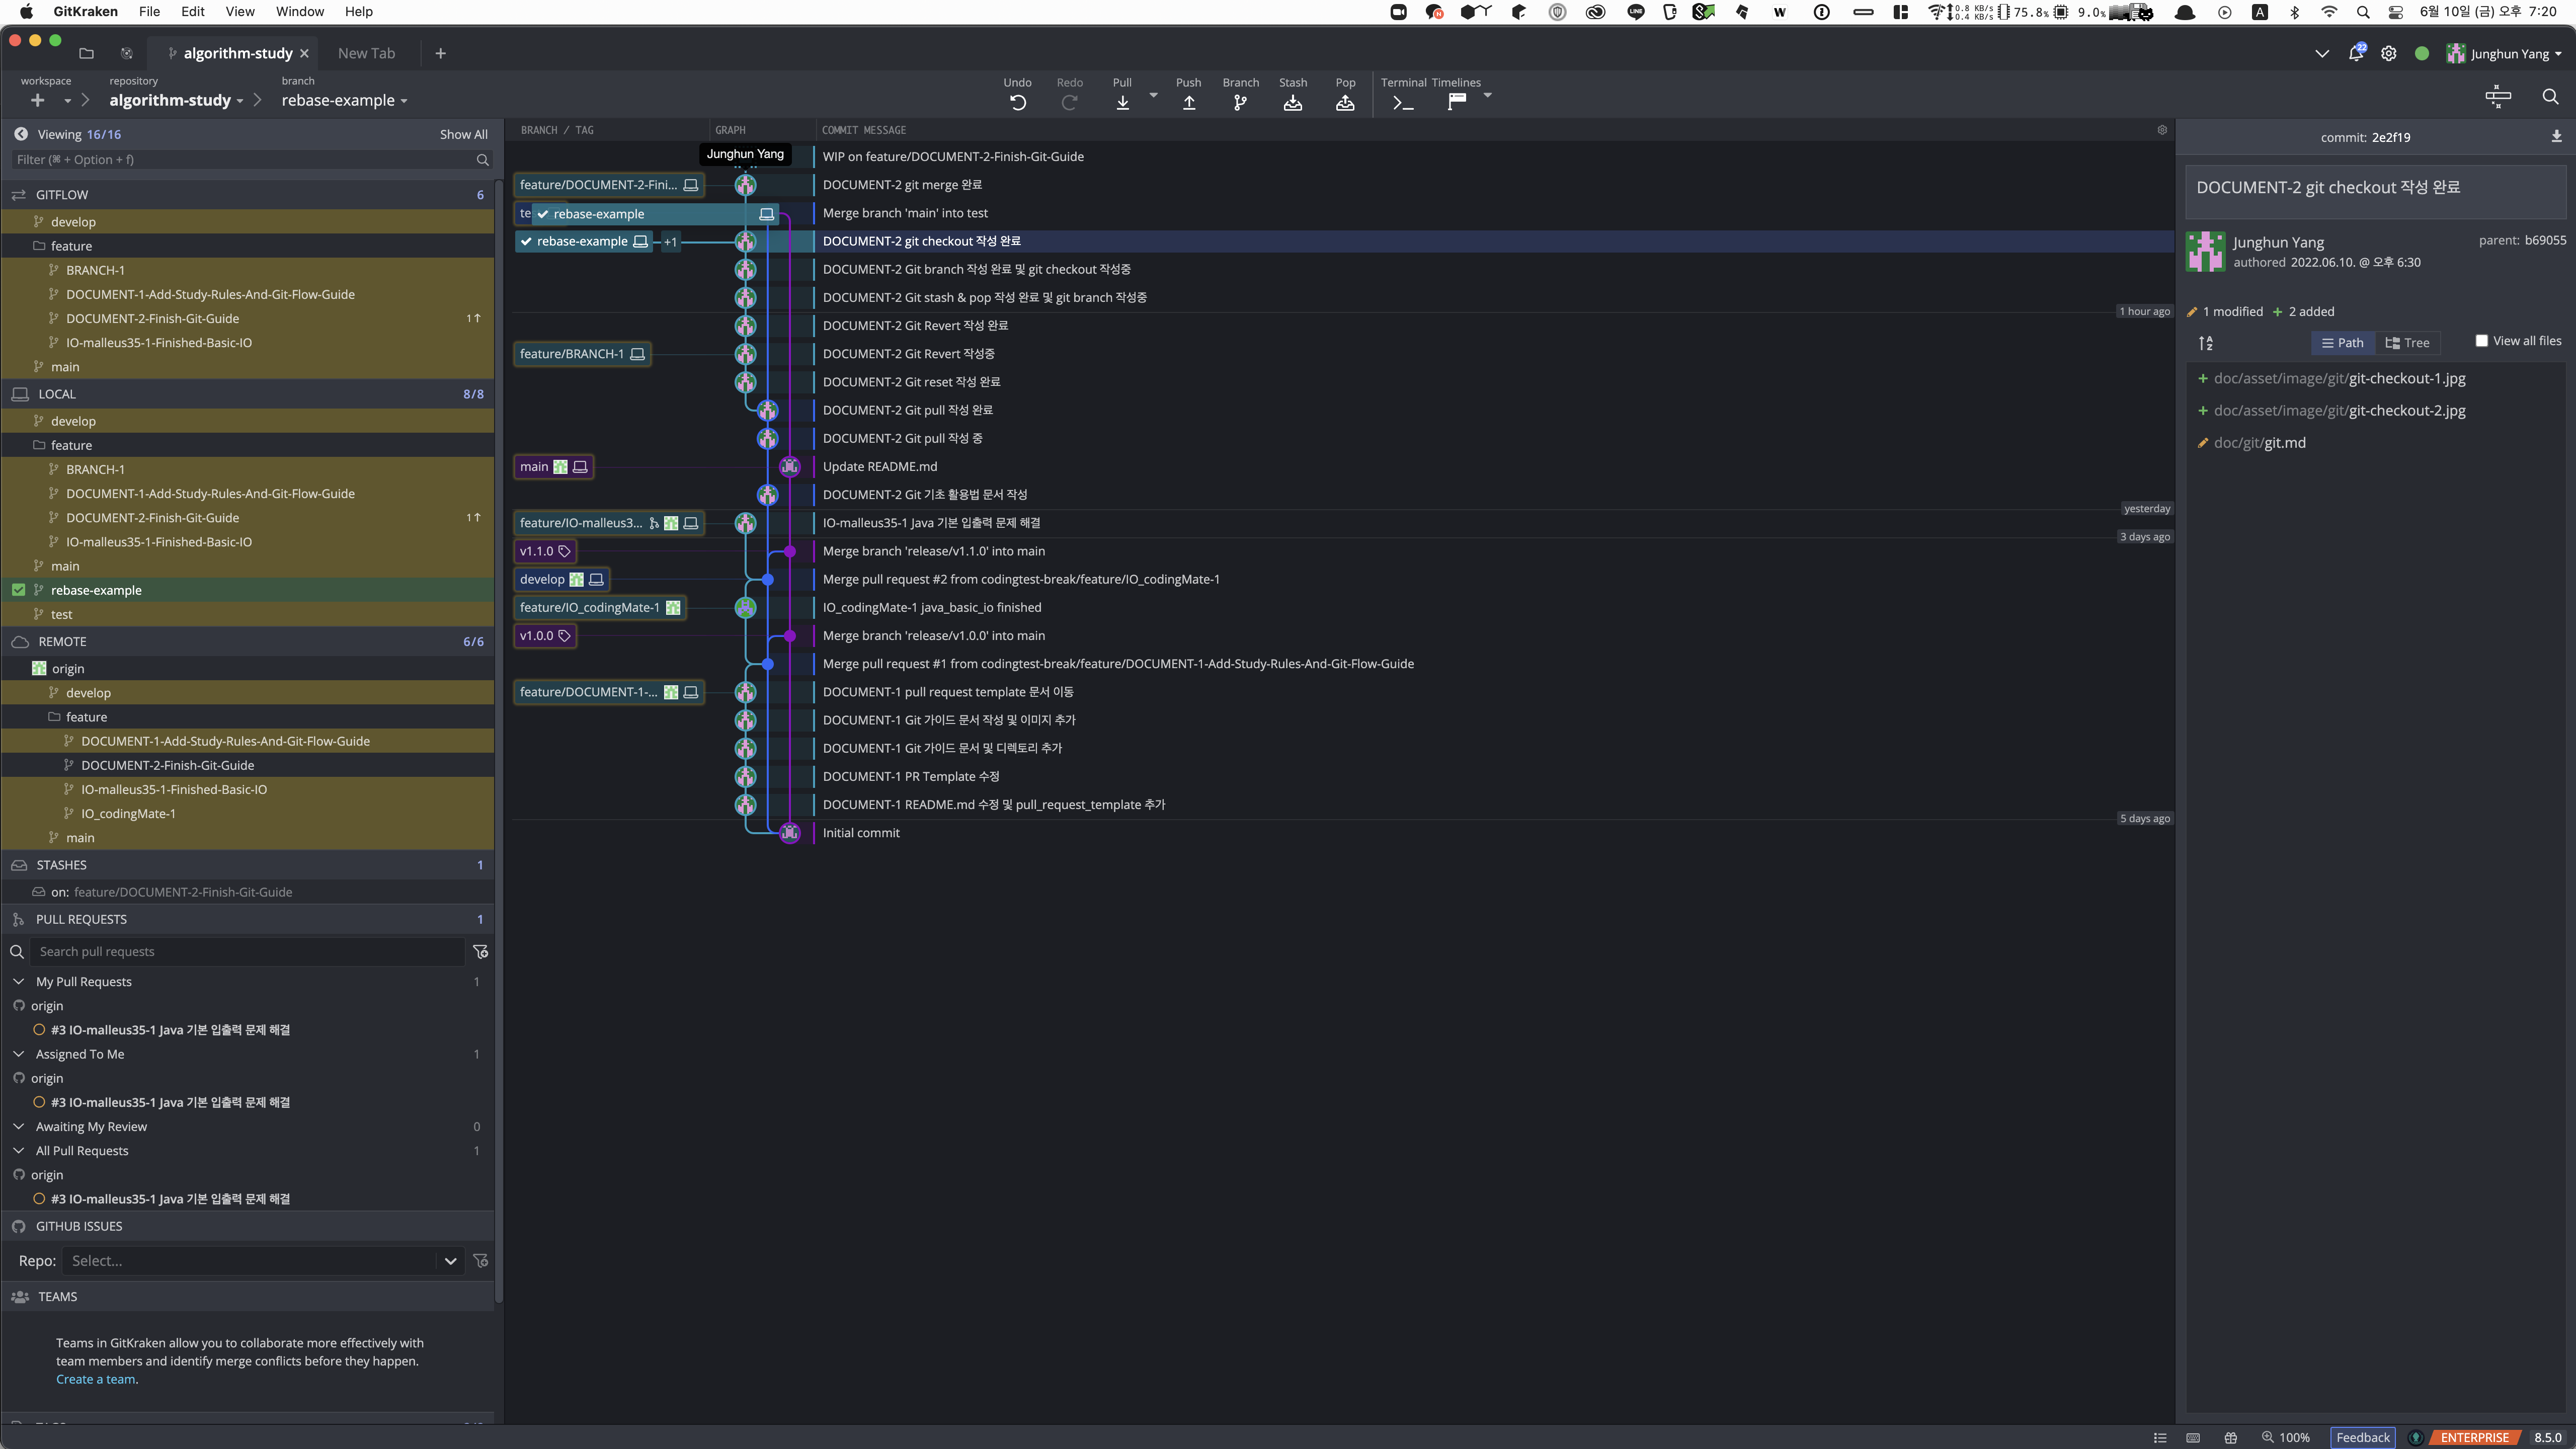 GitKraken File Edit View Window Help
0.8 KB/s
0.4 KB/s
75.8% 9.0% A 6월 10일 (금) 오후 7:20
algorithm-study New Tab
22 Junghun Yang
workspace repository branch
algorithm-study rebase-example
Undo Redo Pull Push Branch Stash Pop Terminal Timelines
Viewing 16/16 Show All
Filter (⌘ + Option + f)
GITFLOW 6
develop
feature
BRANCH-1
DOCUMENT-1-Add-Study-Rules-And-Git-Flow-Guide
DOCUMENT-2-Finish-Git-Guide 1↑
IO-malleus35-1-Finished-Basic-IO
main
LOCAL 8/8
develop
feature
BRANCH-1
DOCUMENT-1-Add-Study-Rules-And-Git-Flow-Guide
DOCUMENT-2-Finish-Git-Guide 1↑
IO-malleus35-1-Finished-Basic-IO
main
rebase-example
test
REMOTE 6/6
origin
develop
feature
DOCUMENT-1-Add-Study-Rules-And-Git-Flow-Guide
DOCUMENT-2-Finish-Git-Guide
IO-malleus35-1-Finished-Basic-IO
IO_codingMate-1
main
STASHES 1
on: feature/DOCUMENT-2-Finish-Git-Guide
PULL REQUESTS 1
Search pull requests
My Pull Requests 1
origin
#3 IO-malleus35-1 Java 기본 입출력 문제 해결
Assigned To Me 1
origin
#3 IO-malleus35-1 Java 기본 입출력 문제 해결
Awaiting My Review 0
All Pull Requests 1
origin
#3 IO-malleus35-1 Java 기본 입출력 문제 해결
GITHUB ISSUES
Repo: Select...
TEAMS
Teams in GitKraken allow you to collaborate more effectively with
team members and identify merge conflicts before they happen.
Create a team.
BRANCH / TAG GRAPH COMMIT MESSAGE
Junghun Yang
WIP on feature/DOCUMENT-2-Finish-Git-Guide
feature/DOCUMENT-2-Fini... DOCUMENT-2 git merge 완료
te rebase-example Merge branch 'main' into test
rebase-example +1 DOCUMENT-2 git checkout 작성 완료
DOCUMENT-2 Git branch 작성 완료 및 git checkout 작성중
DOCUMENT-2 Git stash & pop 작성 완료 및 git branch 작성중
1 hour ago
DOCUMENT-2 Git Revert 작성 완료
feature/BRANCH-1 DOCUMENT-2 Git Revert 작성중
DOCUMENT-2 Git reset 작성 완료
DOCUMENT-2 Git pull 작성 완료
DOCUMENT-2 Git pull 작성 중
main Update README.md
DOCUMENT-2 Git 기초 활용법 문서 작성
yesterday
feature/IO-malleus3... IO-malleus35-1 Java 기본 입출력 문제 해결
3 days ago
v1.1.0 Merge branch 'release/v1.1.0' into main
develop Merge pull request #2 from codingtest-break/feature/IO_codingMate-1
feature/IO_codingMate-1 IO_codingMate-1 java_basic_io finished
v1.0.0 Merge branch 'release/v1.0.0' into main
Merge pull request #1 from codingtest-break/feature/DOCUMENT-1-Add-Study-Rules-And-Git-Flow-Guide
feature/DOCUMENT-1-... DOCUMENT-1 pull request template 문서 이동
DOCUMENT-1 Git 가이드 문서 작성 및 이미지 추가
DOCUMENT-1 Git 가이드 문서 및 디렉토리 추가
DOCUMENT-1 PR Template 수정
DOCUMENT-1 README.md 수정 및 pull_request_template 추가
5 days ago
Initial commit
commit: 2e2f19
DOCUMENT-2 git checkout 작성 완료
Junghun Yang parent: b69055
authored 2022.06.10. @ 오후 6:30
1 modified + 2 added
Path Tree View all files
+ doc/asset/image/git/git-checkout-1.jpg
+ doc/asset/image/git/git-checkout-2.jpg
doc/git/git.md
100% Feedback ENTERPRISE 8.5.0